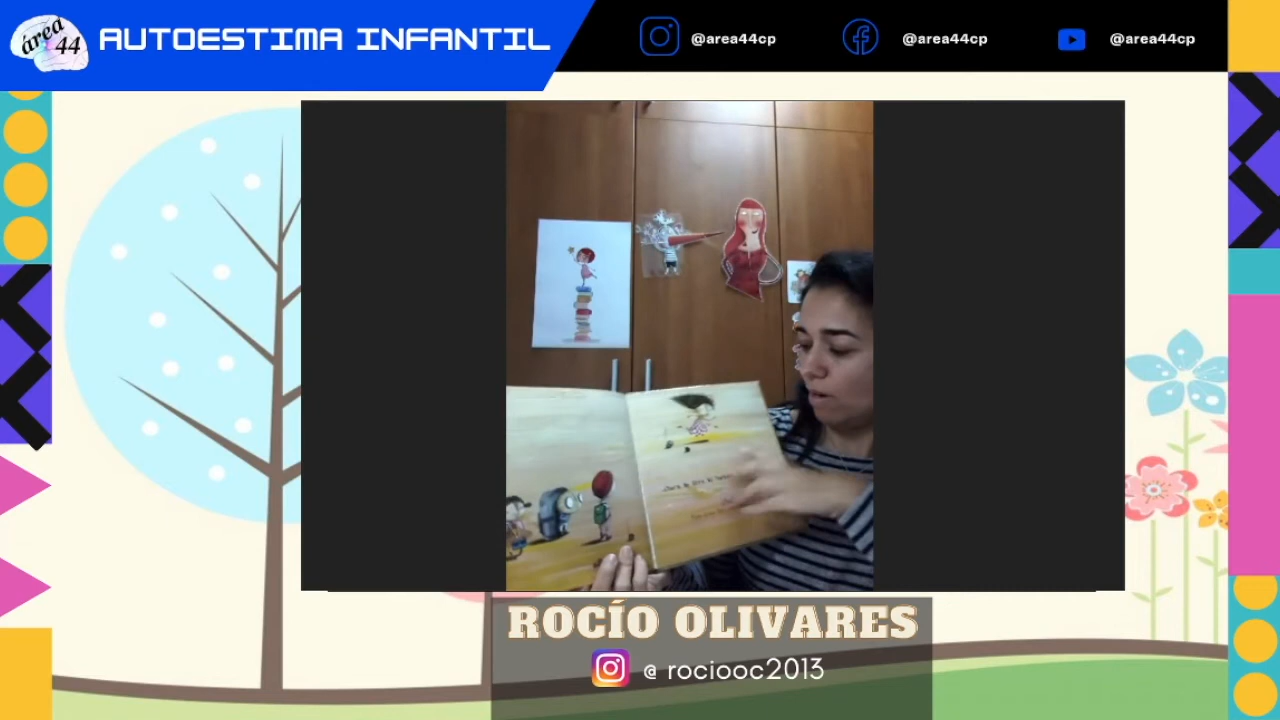 área
44
AUTOESTIMA INFANTIL
@area44cp
@area44cp
@area44cp
ROCÍO OLIVARES
@ rociooc2013